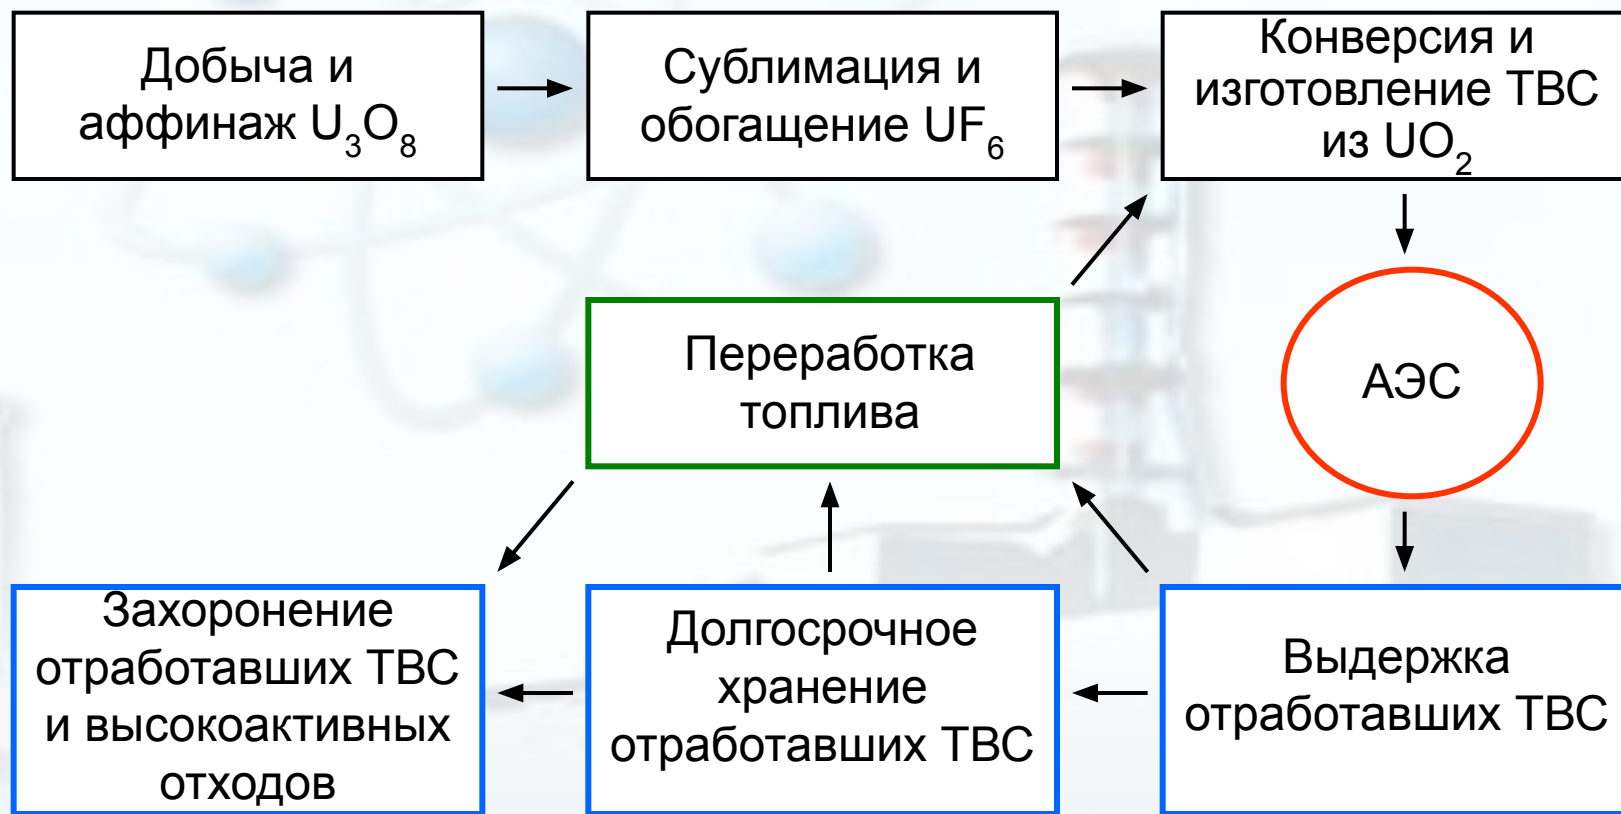 Добыча и
аффинаж U₃O₈
Сублимация и
обогащение UF₆
Конверсия и
изготовление ТВС
из UO₂
Переработка
топлива
АЭС
Захоронение
отработавших ТВС
и высокоактивных
отходов
Долгосрочное
хранение
отработавших ТВС
Выдержка
отработавших ТВС